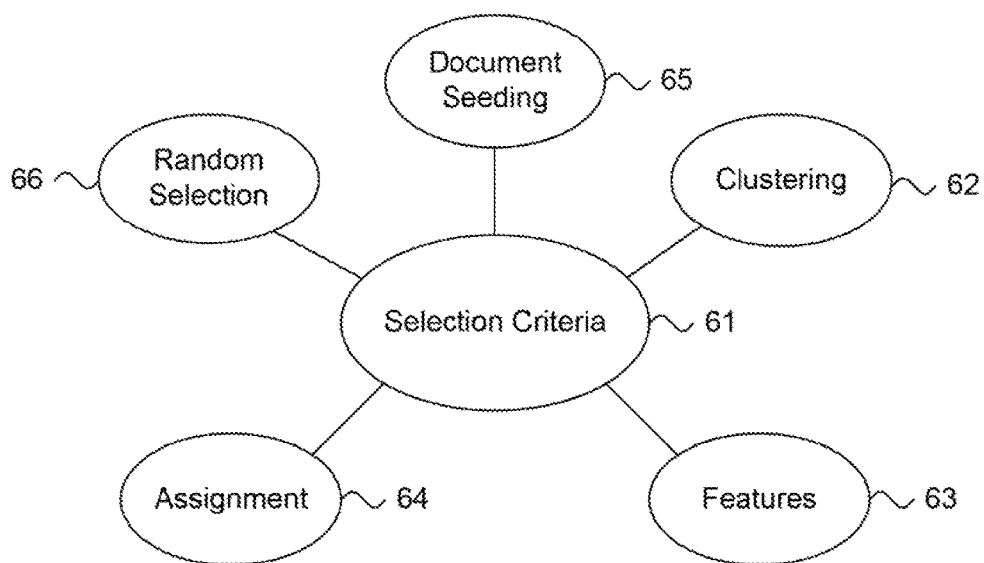 Document
Seeding
65
Random
Selection
66
Clustering
62
Selection Criteria
61
Assignment
64
Features
63